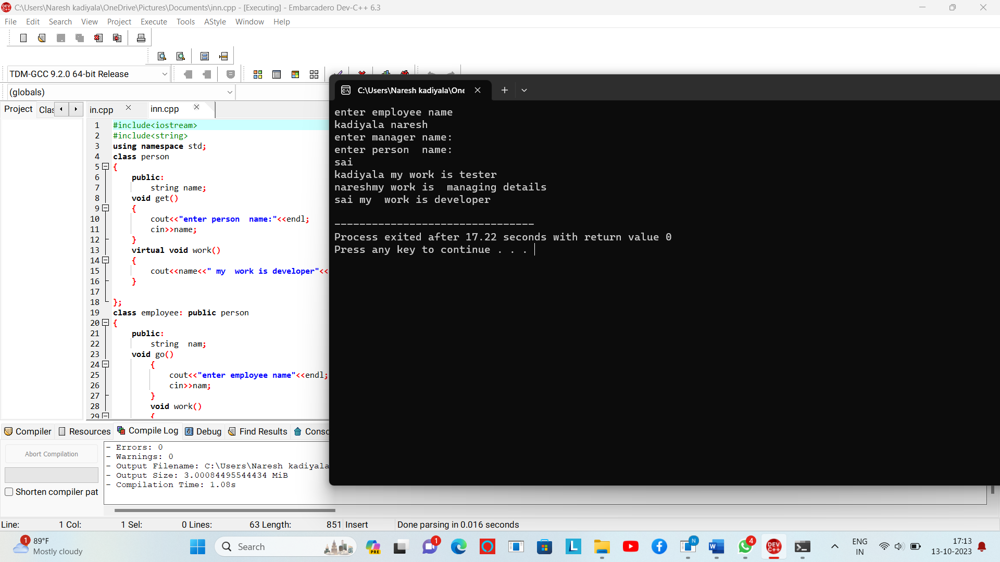 C:\Users\Naresh kadiyala\OneDrive\Pictures\Documents\inn.cpp - [Executing] - Embarcadero Dev-C++ 6.3
File Edit Search View Project Execute Tools AStyle Window Help
TDM-GCC 9.2.0 64-bit Release
(globals)
Project Clas
in.cpp inn.cpp
1 #include<iostream>
2 #include<string>
3 using namespace std;
4 class person
5 {
6 public:
7 string name;
8 void get()
9 {
10 cout<<"enter person  name:"<<endl;
11 cin>>name;
12 }
13 virtual void work()
14 {
15 cout<<name<<" my  work is developer"<<
16 }
17
18 };
19 class employee: public person
20 {
21 public:
22 string  nam;
23 void go()
24 {
25 cout<<"enter employee name"<<endl;
26 cin>>nam;
27 }
28 void work()
29 {
C:\Users\Naresh kadiyala\One
enter employee name
kadiyala naresh
enter manager name:
enter person  name:
sai
kadiyala my work is tester
nareshmy work is  managing details
sai my  work is developer
--------------------------------
Process exited after 17.22 seconds with return value 0
Press any key to continue . . .
Compiler Resources Compile Log Debug Find Results Conso
Abort Compilation
Shorten compiler pat
- Errors: 0
- Warnings: 0
- Output Filename: C:\Users\Naresh kadiyala
- Output Size: 3.00084495544434 MiB
- Compilation Time: 1.08s
Line: 1 Col: 1 Sel: 0 Lines: 63 Length: 851 Insert Done parsing in 0.016 seconds
1 89°F
Mostly cloudy
Search
PRE
1
L
N
W
4
DEV
C++
ENG
IN
17:13
13-10-2023